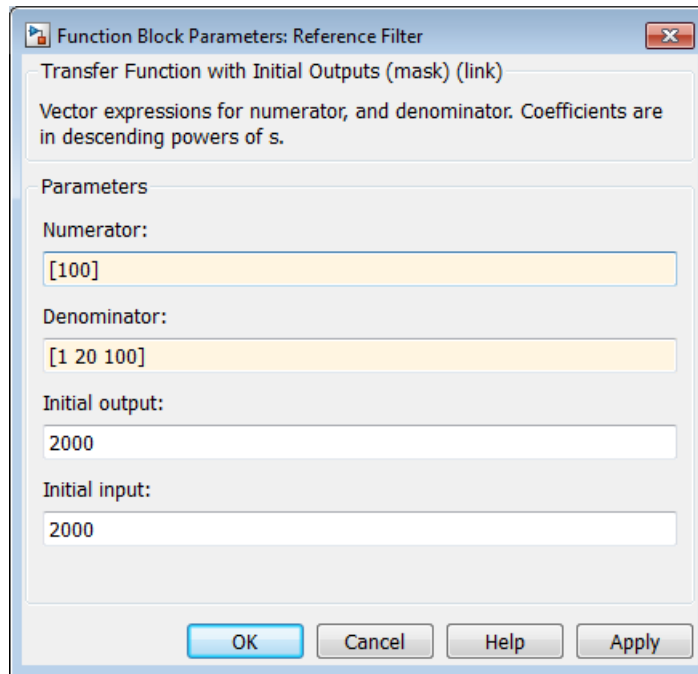 Function Block Parameters: Reference Filter
Transfer Function with Initial Outputs (mask) (link)
Vector expressions for numerator, and denominator. Coefficients are
in descending powers of s.
Parameters
Numerator:
[100]
Denominator:
[1 20 100]
Initial output:
2000
Initial input:
2000
OK Cancel Help Apply